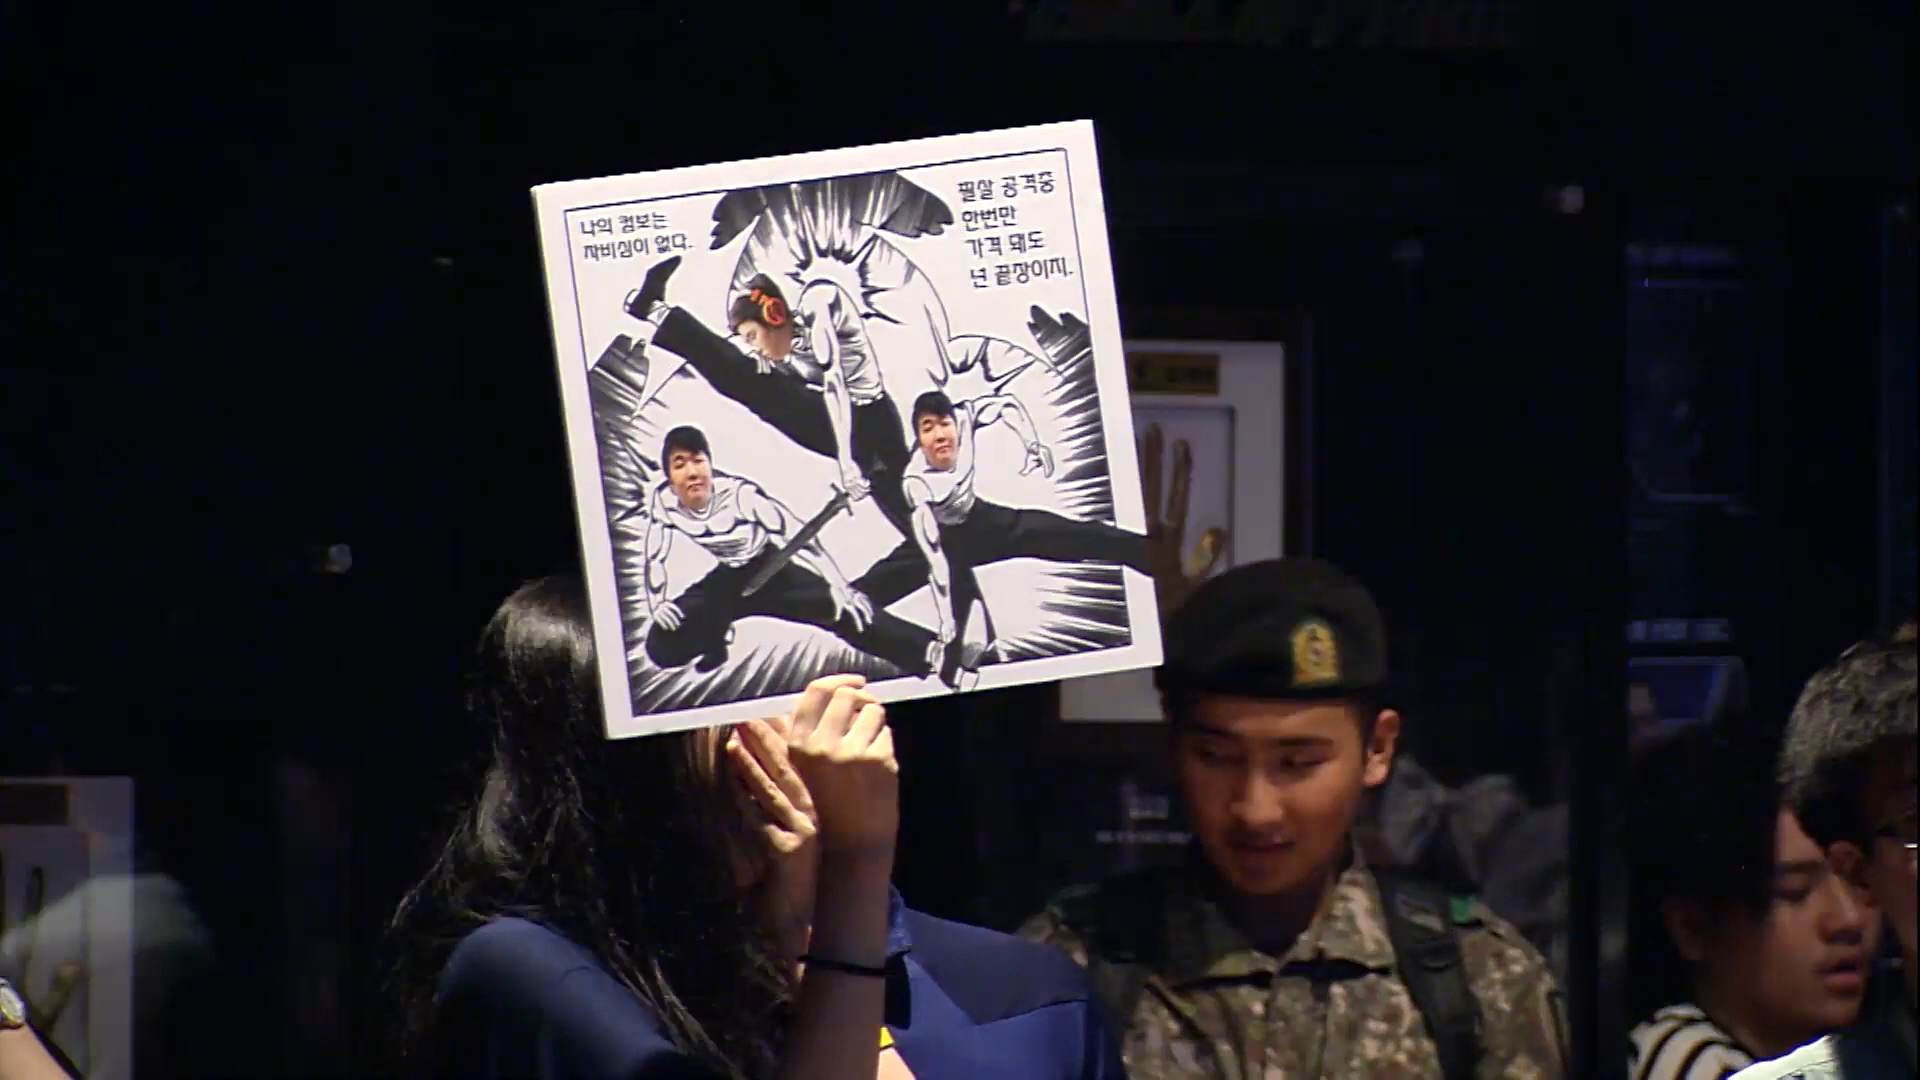 나의 콤보는
자비심이 없다.
필살 공격중
한번만
가격 돼도
넌 끝장이지.